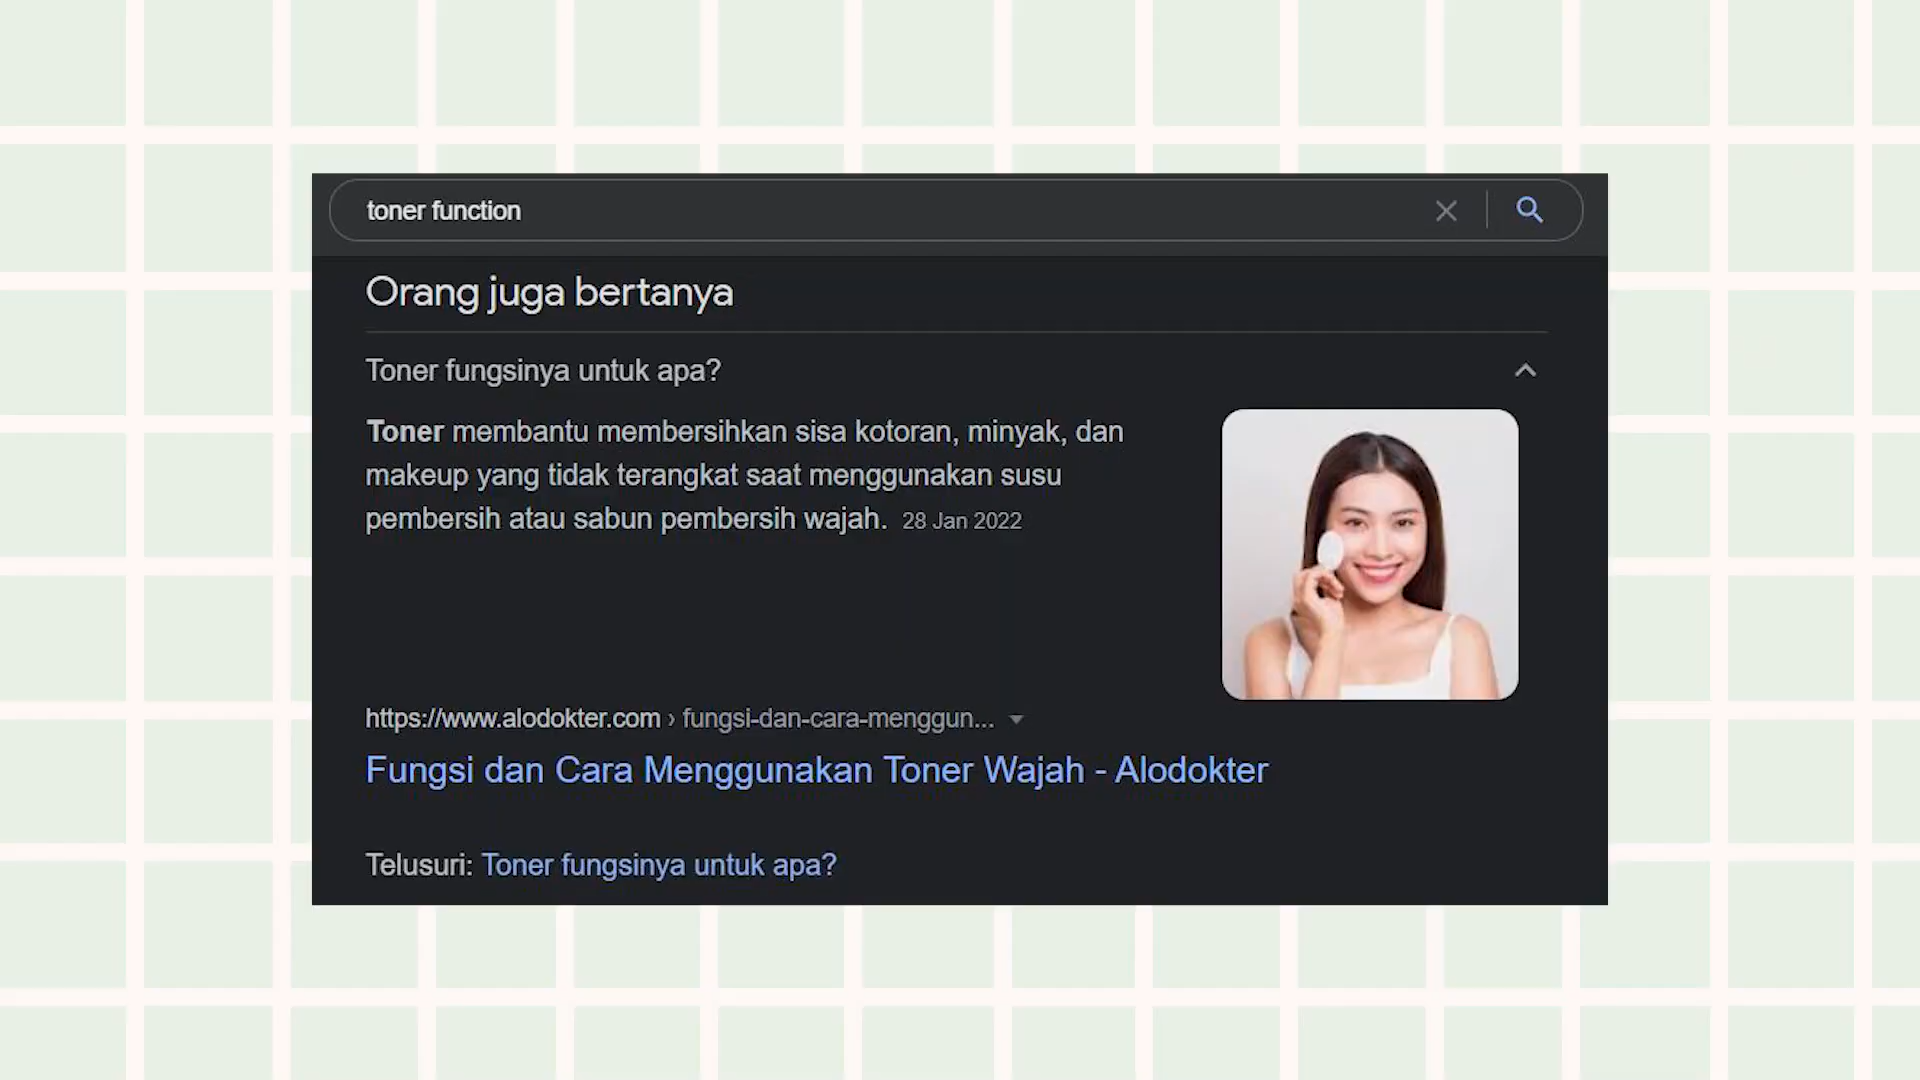 toner function
Orang juga bertanya
Toner fungsinya untuk apa?
Toner membantu membersihkan sisa kotoran, minyak, dan
makeup yang tidak terangkat saat menggunakan susu
pembersih atau sabun pembersih wajah. 28 Jan 2022
https://www.alodokter.com › fungsi-dan-cara-menggun...
Fungsi dan Cara Menggunakan Toner Wajah - Alodokter
Telusuri: Toner fungsinya untuk apa?